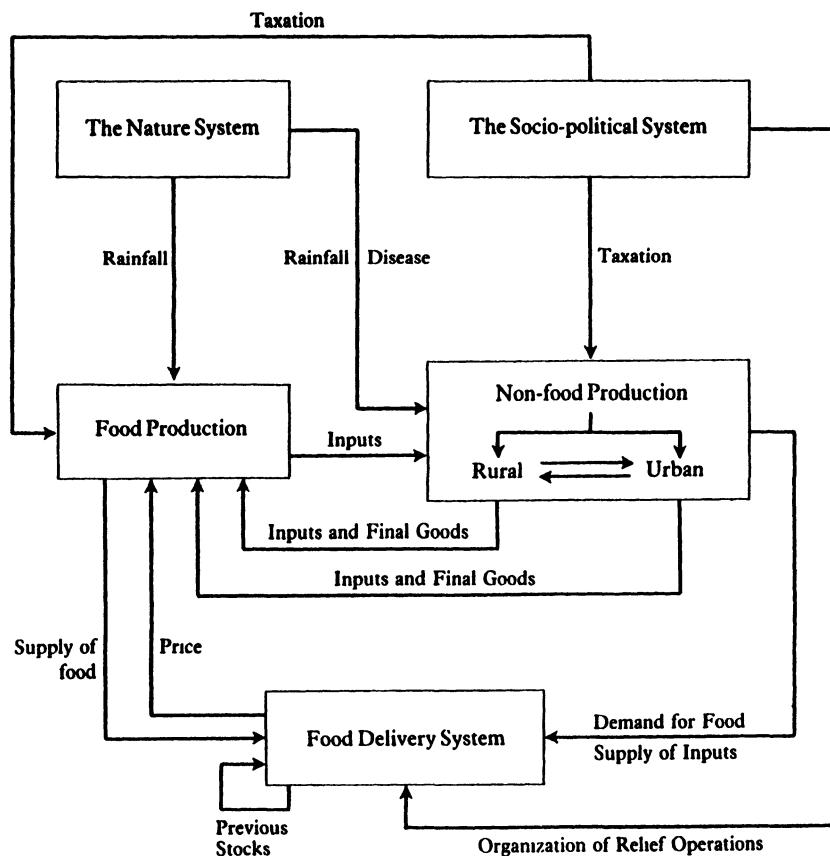 Taxation
The Nature System
The Socio-political System
Rainfall
Rainfall
Disease
Taxation
Food Production
Inputs
Non-food Production
Rural
Urban
Inputs and Final Goods
Inputs and Final Goods
Supply of
food
Price
Food Delivery System
Demand for Food
Supply of Inputs
Previous
Stocks
Organization of Relief Operations